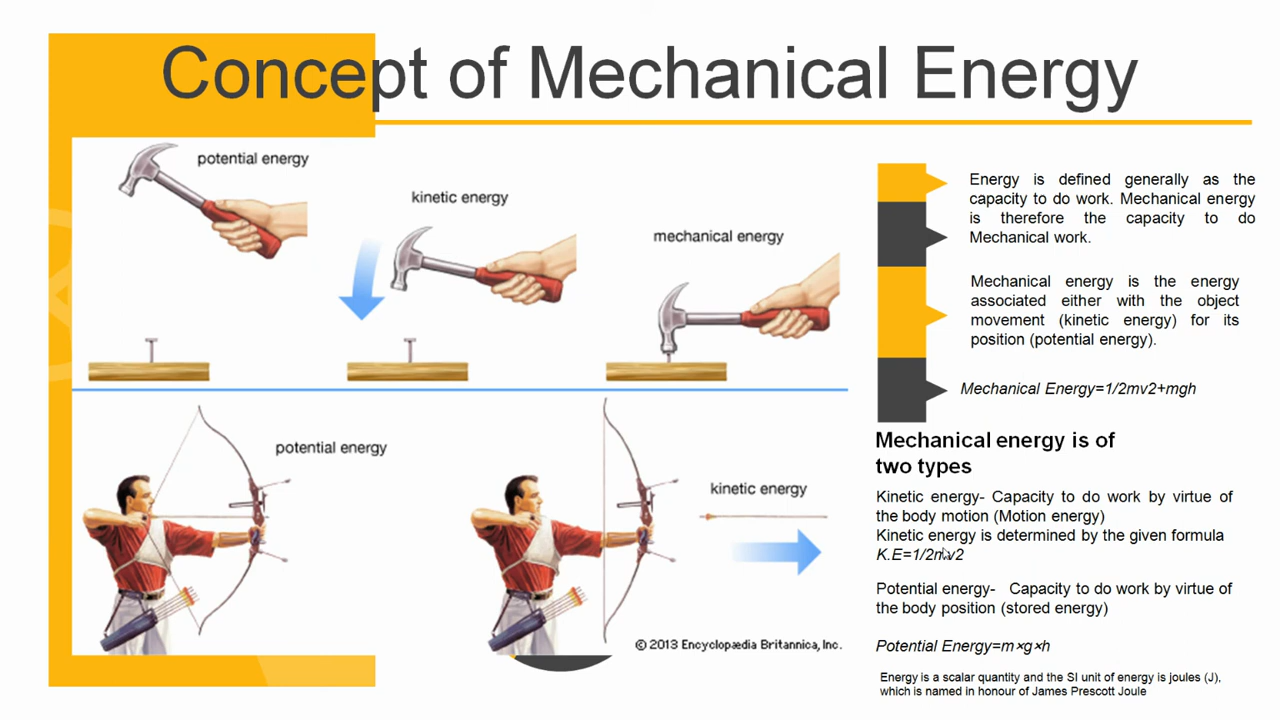 Concept of Mechanical Energy
potential energy
kinetic energy
mechanical energy
potential energy
kinetic energy
© 2013 Encyclopædia Britannica, Inc.
Energy is defined generally as the
capacity to do work. Mechanical energy
is therefore the capacity to do
Mechanical work.
Mechanical energy is the energy
associated either with the object
movement (kinetic energy) for its
position (potential energy).
Mechanical Energy=1/2mv2+mgh
Mechanical energy is of
two types
Kinetic energy- Capacity to do work by virtue of
the body motion (Motion energy)
Kinetic energy is determined by the given formula
K.E=1/2mv2
Potential energy- Capacity to do work by virtue of
the body position (stored energy)
Potential Energy=m×g×h
Energy is a scalar quantity and the SI unit of energy is joules (J),
which is named in honour of James Prescott Joule